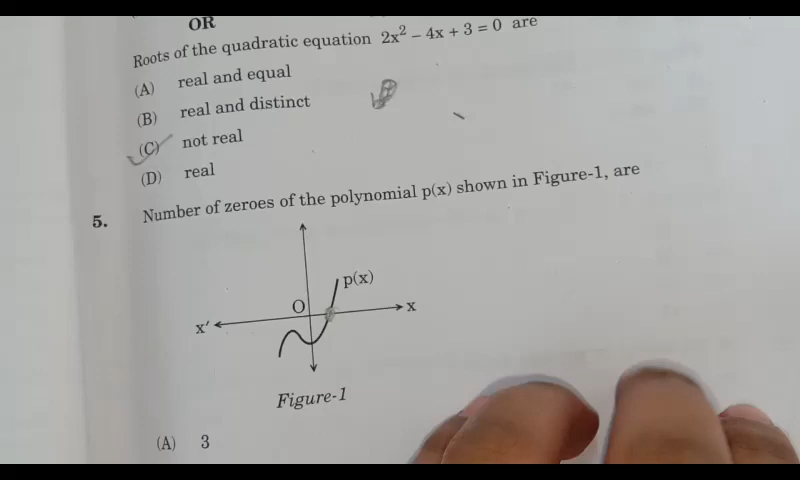 OR
Roots of the quadratic equation 2x² – 4x + 3 = 0 are
(A) real and equal
(B) real and distinct
(C) not real
(D) real
5. Number of zeroes of the polynomial p(x) shown in Figure-1, are
p(x)
O
x
x′
Figure-1
(A) 3